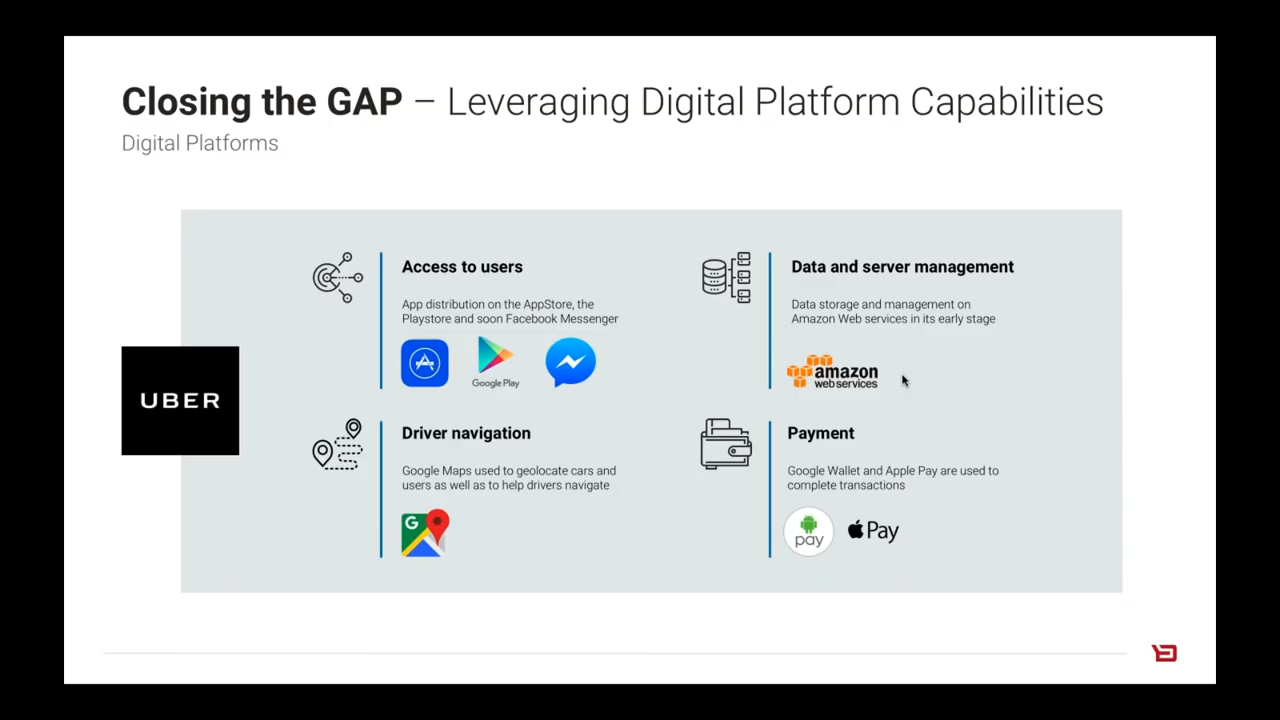 Closing the GAP – Leveraging Digital Platform Capabilities
Digital Platforms
UBER
Access to users
App distribution on the AppStore, the
Playstore and soon Facebook Messenger
Google Play
Data and server management
Data storage and management on
Amazon Web services in its early stage
amazon
web services
Driver navigation
Google Maps used to geolocate cars and
users as well as to help drivers navigate
G
Payment
Google Wallet and Apple Pay are used to
complete transactions
pay
Pay